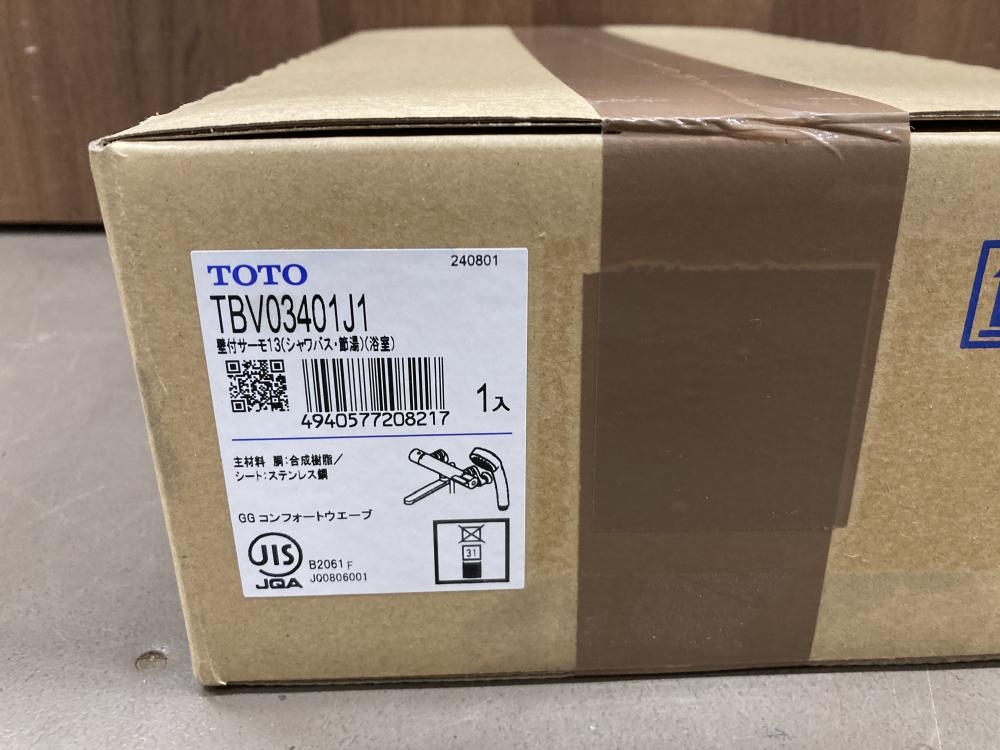 TOTO
240801
TBV03401J1
壁付サーモ13(シャワバス・節湯)(浴室)
4940577208217
1入
主材料 胴:合成樹脂/
シート:ステンレス鋼
GG コンフォートウエーブ
JIS
JQA
B2061 F
JQ0806001
31